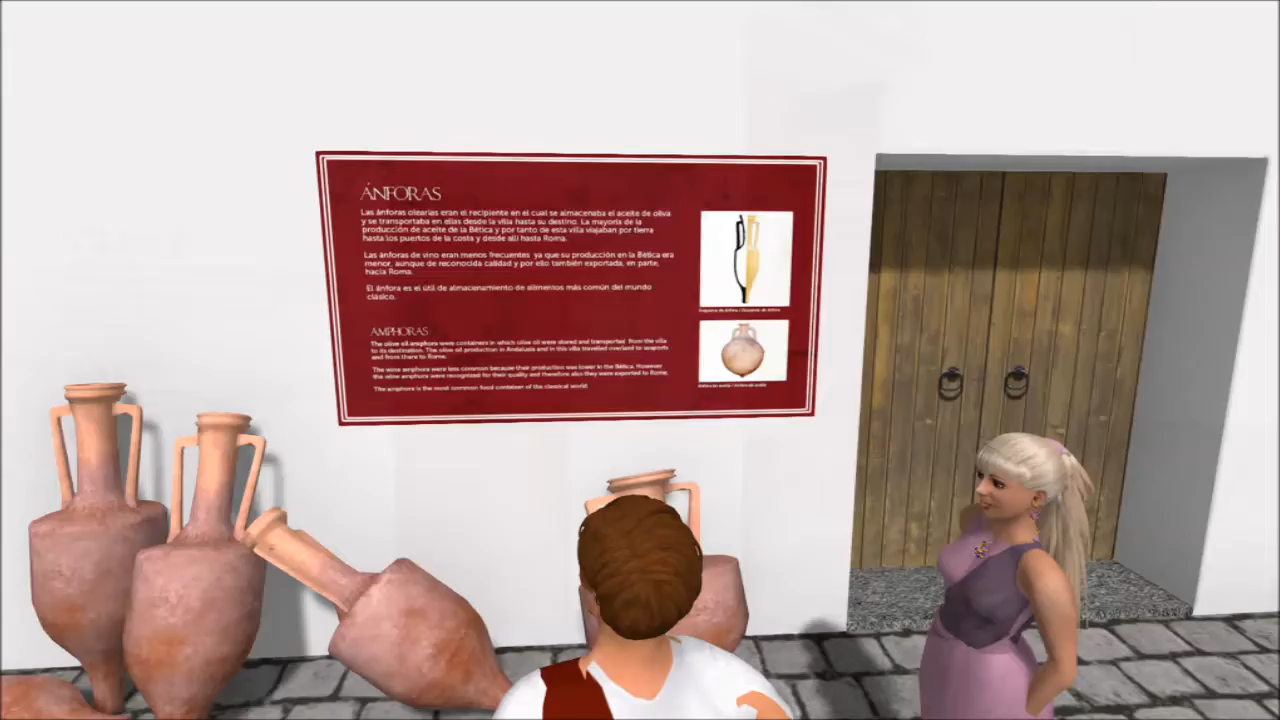 ÁNFORAS
Las ánforas olearias eran el recipiente en el cual se almacenaba el aceite de oliva
y se transportaba en ellas desde la villa hasta su destino. La mayoría de la
producción de aceite de la Bética y por tanto de esta villa viajaban por tierra
hasta los puertos de la costa y desde allí hasta Roma.
Las ánforas de vino eran menos frecuentes ya que su producción en la Bética era
menor, aunque de reconocida calidad y por ello también exportada, en parte,
hacia Roma.
El ánfora es el útil de almacenamiento de alimentos más común del mundo
clásico.
AMPHORAS
The olive oil amphora were containers in which olive oil were stored and transported from the villa
to its destination. The olive oil production in Andalusia and in this villa travelled overland to seaports
and from there to Rome.
The wine amphora were less common because their production was lower in the Bética. However
the wine amphora were recognized for their quality and therefore also they were exported to Rome.
The amphora is the most common food container of the classical world.